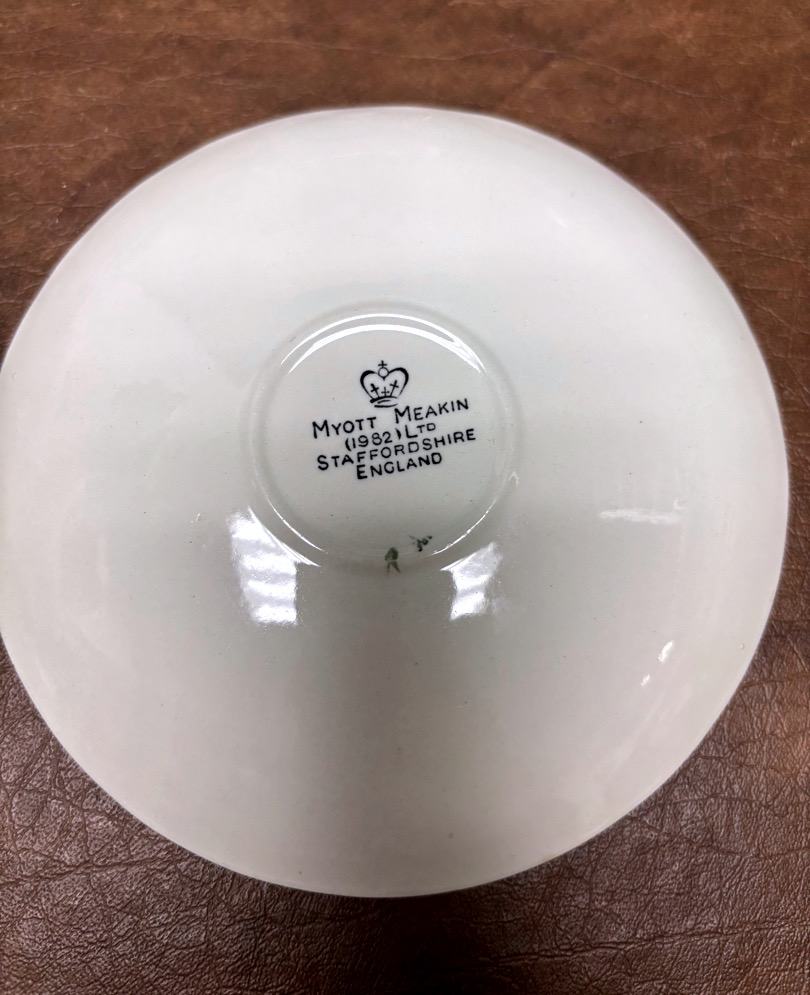 MYOTT MEAKIN
(1982) LTD
STAFFORDSHIRE
ENGLAND